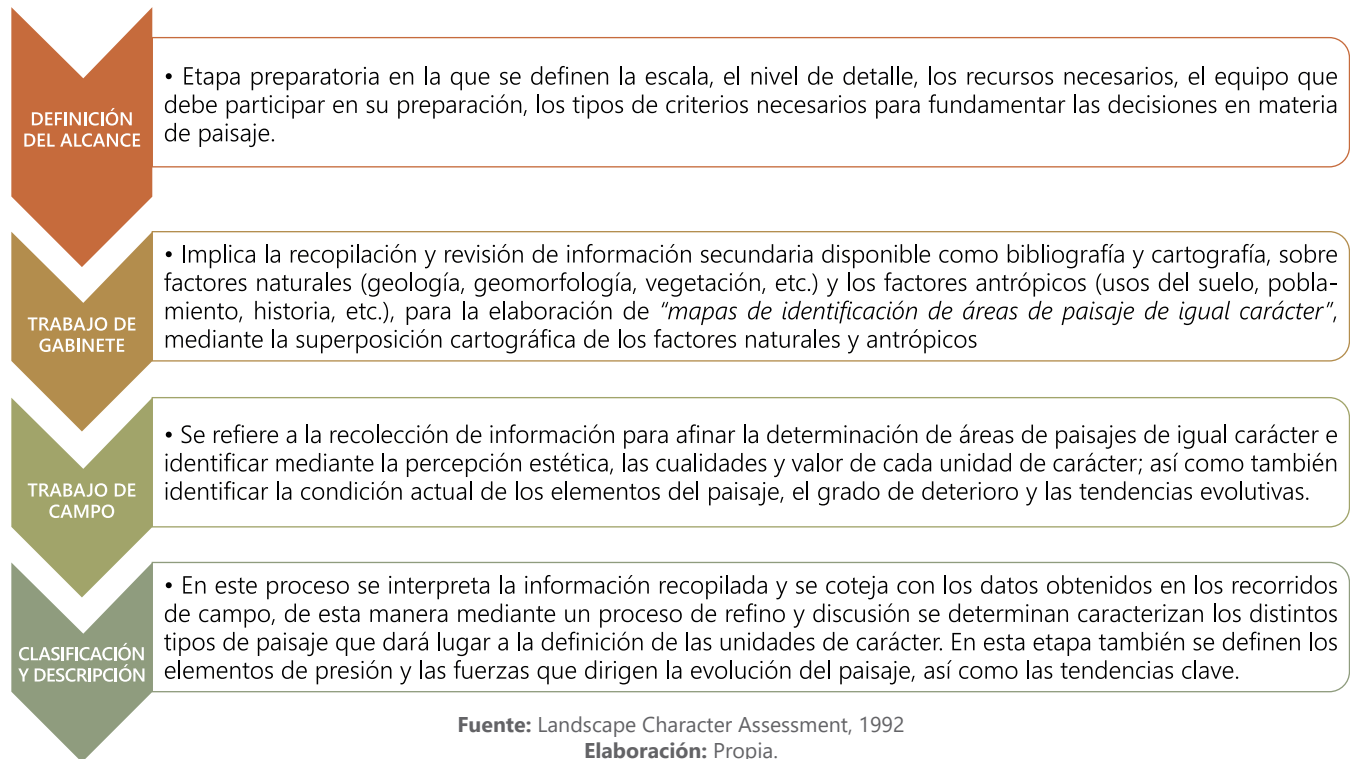 DEFINICIÓN
DEL ALCANCE
• Etapa preparatoria en la que se definen la escala, el nivel de detalle, los recursos necesarios, el equipo que
debe participar en su preparación, los tipos de criterios necesarios para fundamentar las decisiones en materia
de paisaje.
TRABAJO DE
GABINETE
• Implica la recopilación y revisión de información secundaria disponible como bibliografía y cartografía, sobre
factores naturales (geología, geomorfología, vegetación, etc.) y los factores antrópicos (usos del suelo, pobla-
miento, historia, etc.), para la elaboración de “mapas de identificación de áreas de paisaje de igual carácter”,
mediante la superposición cartográfica de los factores naturales y antrópicos
TRABAJO DE
CAMPO
• Se refiere a la recolección de información para afinar la determinación de áreas de paisajes de igual carácter e
identificar mediante la percepción estética, las cualidades y valor de cada unidad de carácter; así como también
identificar la condición actual de los elementos del paisaje, el grado de deterioro y las tendencias evolutivas.
CLASIFICACIÓN
Y DESCRIPCIÓN
• En este proceso se interpreta la información recopilada y se coteja con los datos obtenidos en los recorridos
de campo, de esta manera mediante un proceso de refino y discusión se determinan caracterizan los distintos
tipos de paisaje que dará lugar a la definición de las unidades de carácter. En esta etapa también se definen los
elementos de presión y las fuerzas que dirigen la evolución del paisaje, así como las tendencias clave.
Fuente: Landscape Character Assessment, 1992
Elaboración: Propia.